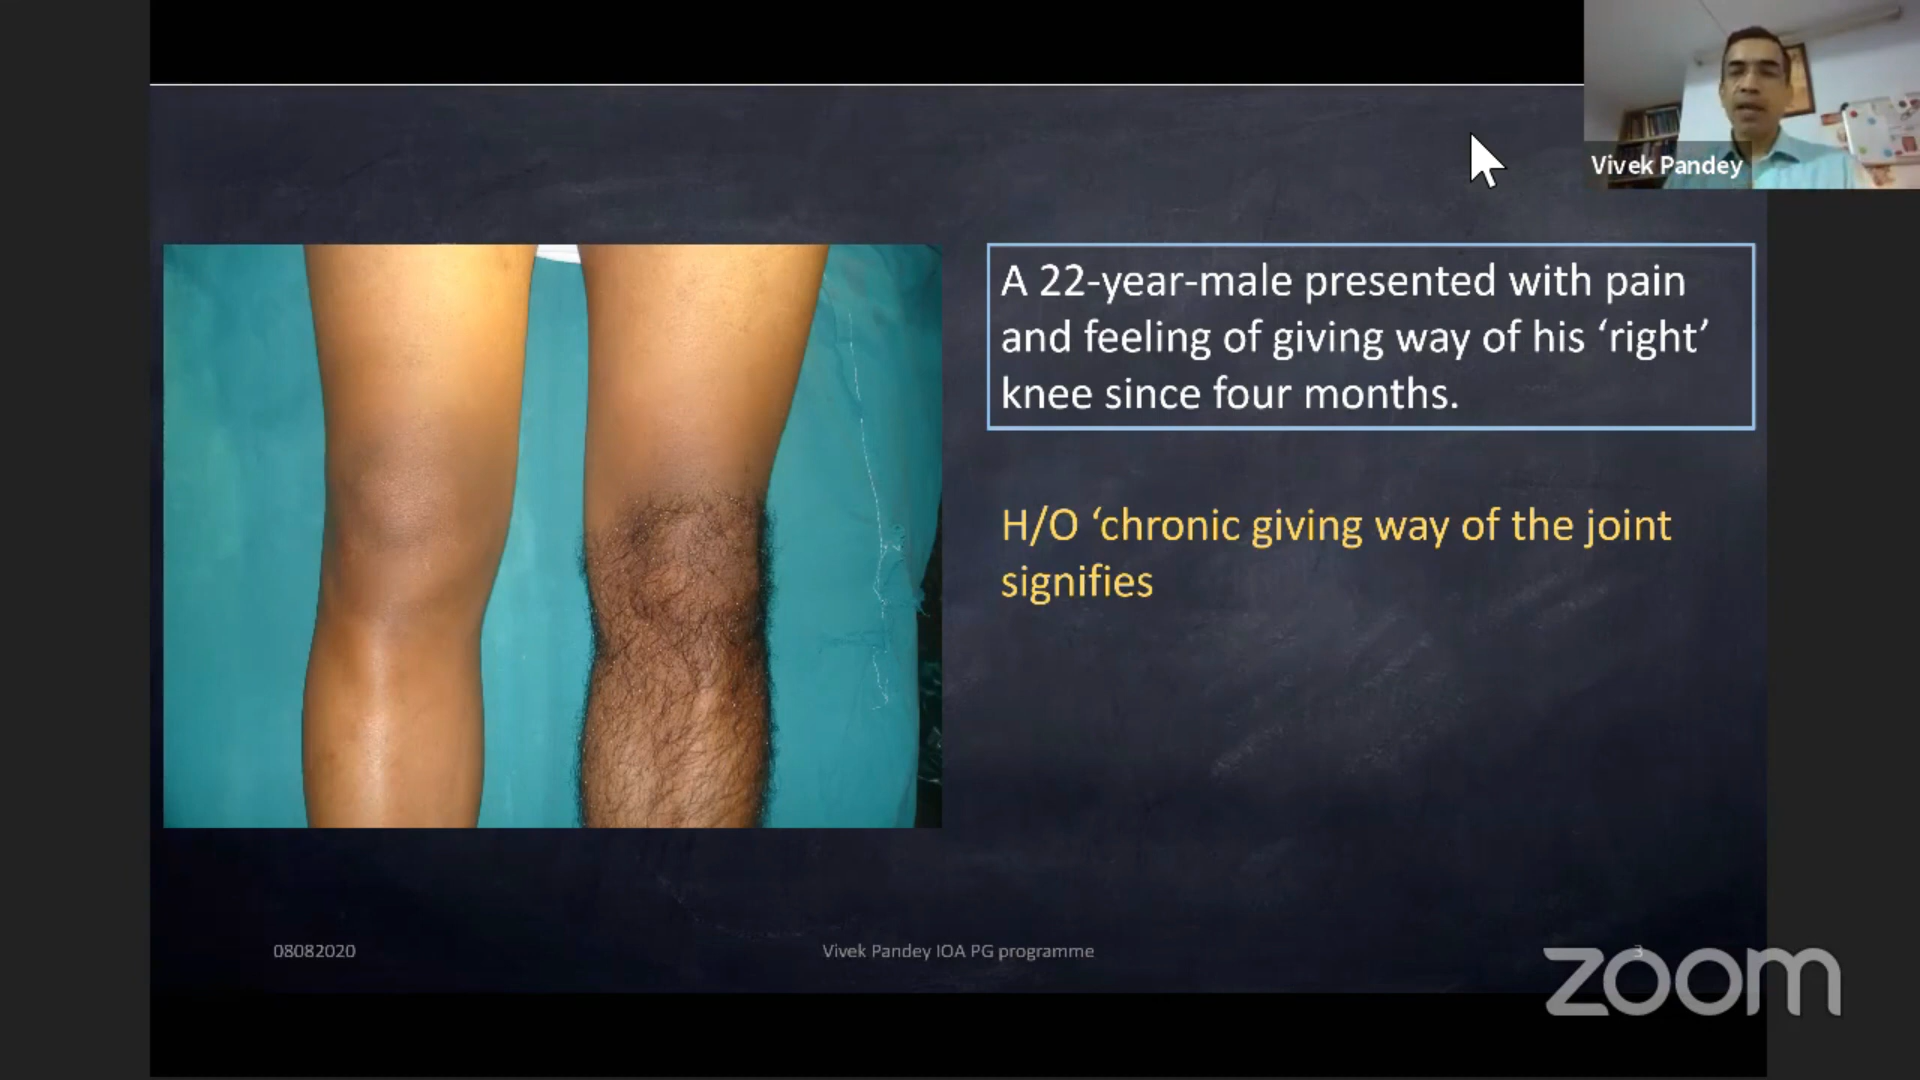 Vivek Pandey
A 22-year-male presented with pain
and feeling of giving way of his ‘right’
knee since four months.
H/O ‘chronic giving way of the joint
signifies
08082020
Vivek Pandey IOA PG programme
3
zoom